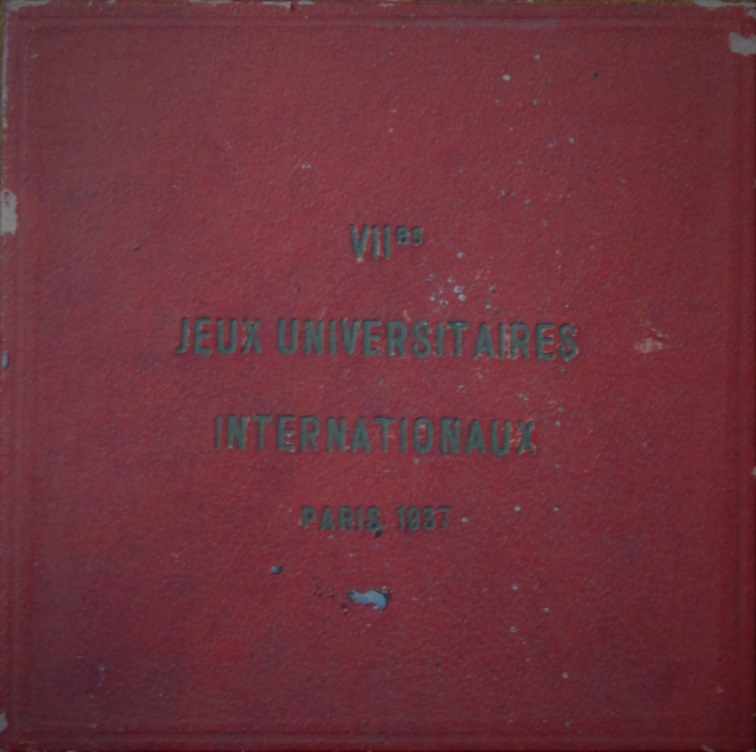 VIIes
JEUX UNIVERSITAIRES
INTERNATIONAUX
PARIS 1937